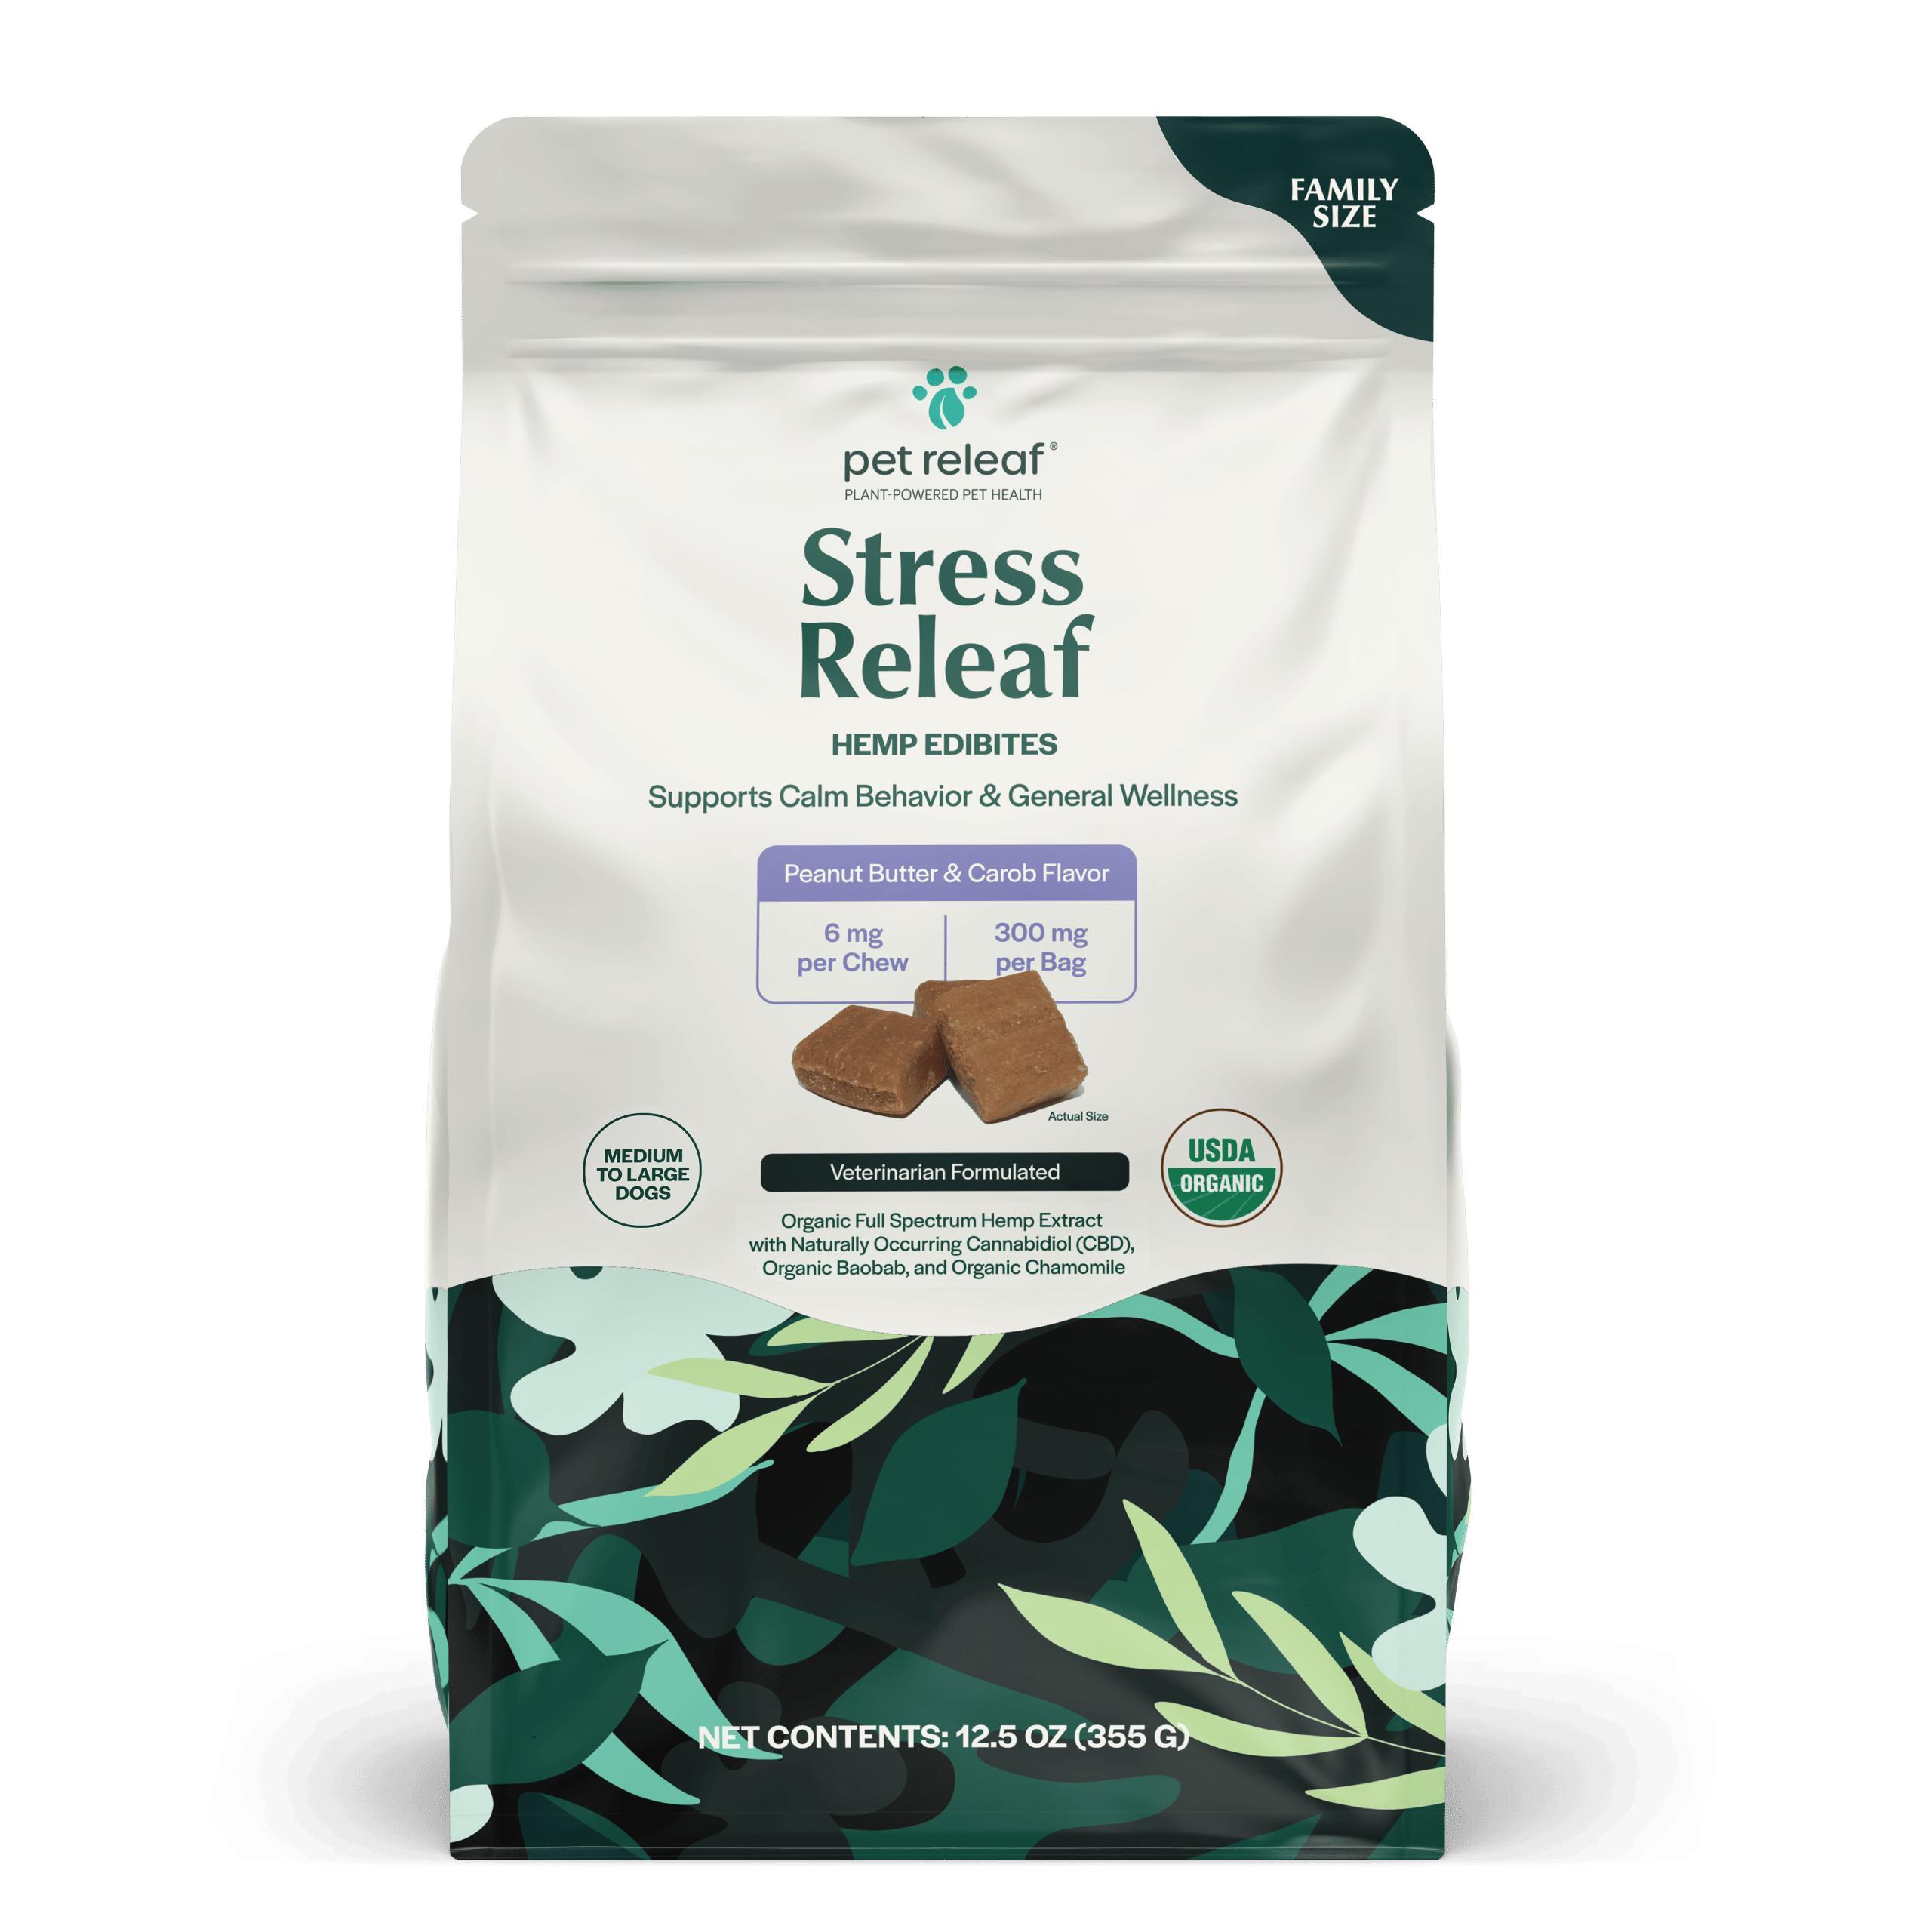 FAMILY
SIZE
pet releaf®
PLANT-POWERED PET HEALTH
Stress
Releaf
HEMP EDIBITES
Supports Calm Behavior & General Wellness
Peanut Butter & Carob Flavor
6 mg
per Chew
300 mg
per Bag
Actual Size
MEDIUM
TO LARGE
DOGS
Veterinarian Formulated
USDA
ORGANIC
Organic Full Spectrum Hemp Extract
with Naturally Occurring Cannabidiol (CBD),
Organic Baobab, and Organic Chamomile
NET CONTENTS: 12.5 OZ (355 G)